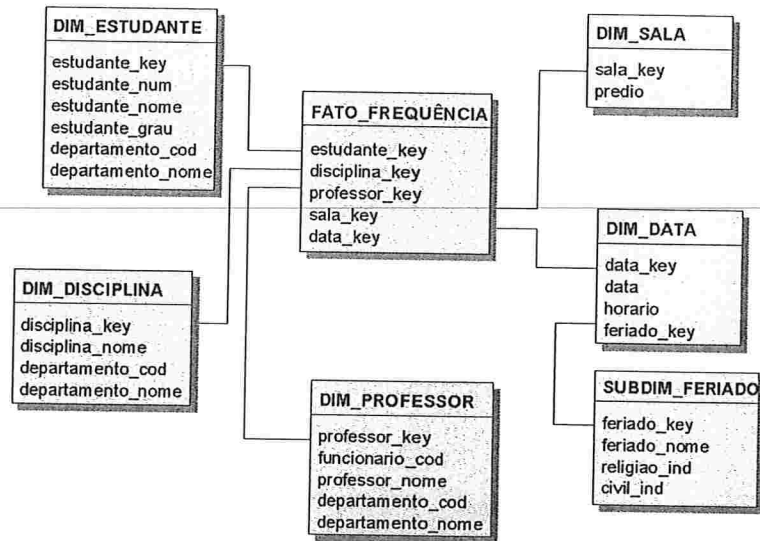 DIM_ESTUDANTE
estudante_key
estudante_num
estudante_nome
estudante_grau
departamento_cod
departamento_nome
DIM_SALA
sala_key
predio
FATO_FREQUÊNCIA
estudante_key
disciplina_key
professor_key
sala_key
data_key
DIM_DATA
data_key
data
horario
feriado_key
DIM_DISCIPLINA
disciplina_key
disciplina_nome
departamento_cod
departamento_nome
DIM_PROFESSOR
professor_key
funcionario_cod
professor_nome
departamento_cod
departamento_nome
SUBDIM_FERIADO
feriado_key
feriado_nome
religiao_ind
civil_ind